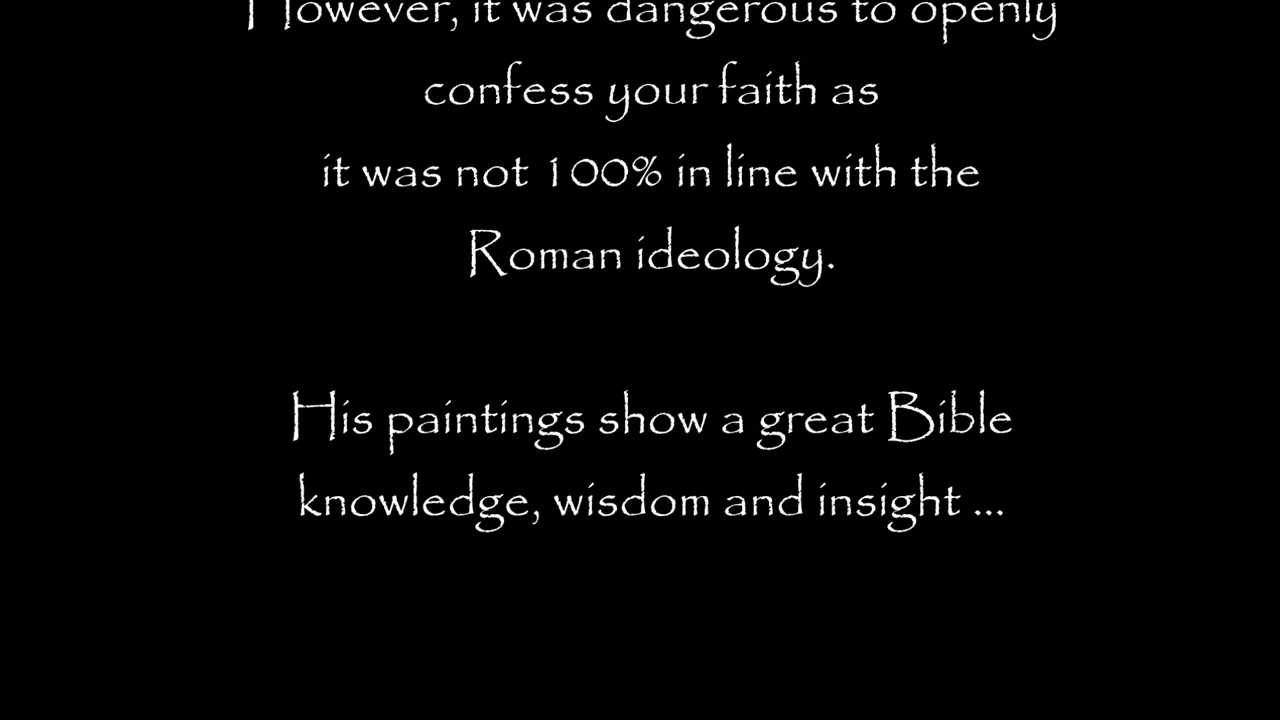 However, it was dangerous to openly
confess your faith as
it was not 100% in line with the
Roman ideology.
His paintings show a great Bible
knowledge, wisdom and insight ...